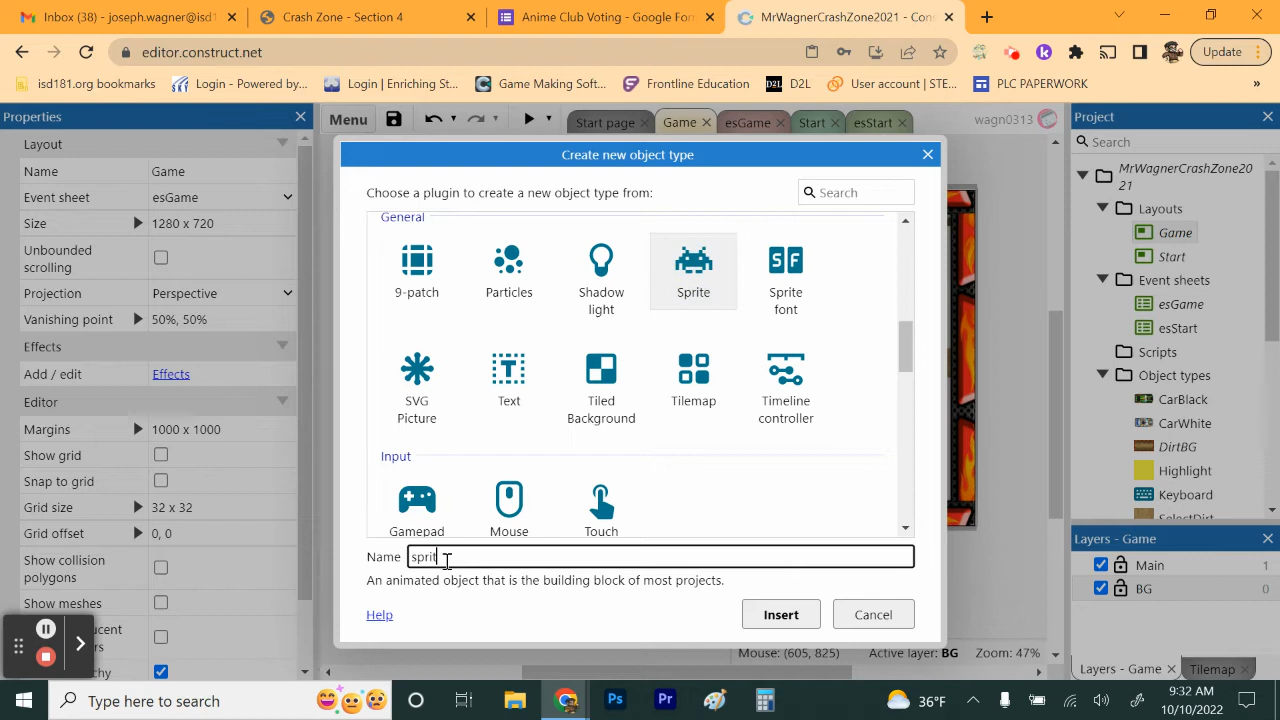 Inbox (38) - joseph.wagner@isd1
Crash Zone - Section 4
Anime Club Voting - Google For
MrWagnerCrashZone2021 - Con
editor.construct.net
Update
isd181.org bookmarks
Login - Powered by...
Login | Enriching St...
Game Making Soft...
Frontline Education
D2L
D2L
User account | STE...
PLC PAPERWORK
»
Properties
Menu
Start page
Game
esGame
Start
esStart
wagn0313
Project
Layout
Name Game
Event sheet esGame
Size 1280 x 720
Unbounded scrolling
Projection Perspective
Vanishing point 50%, 50%
Effects
Add / edit Effects
Editor
Margins 1000 x 1000
Show grid
Snap to grid
Grid size 32 x 32
Grid offset 0, 0
Show collision polygons
Show meshes
Create new object type
Choose a plugin to create a new object type from:
Search
General
9-patch
Particles
Shadow light
Sprite
Sprite font
SVG Picture
Text
Tiled Background
Tilemap
Timeline controller
Input
Gamepad
Mouse
Touch
Name sprit
An animated object that is the building block of most projects.
Help
Insert
Cancel
Mouse: (605, 825) Active layer: BG Zoom: 47%
Search
MrWagnerCrashZone20
21
Layouts
Game
Start
Event sheets
esGame
esStart
Scripts
Object types
CarBlack
CarWhite
DirtBG
Highlight
Keyboard
SelectDirt
Layers - Game
Main 1
BG 0
Layers - Game
Tilemap
Type here to search
Ps
Pr
36°F
9:32 AM
10/10/2022